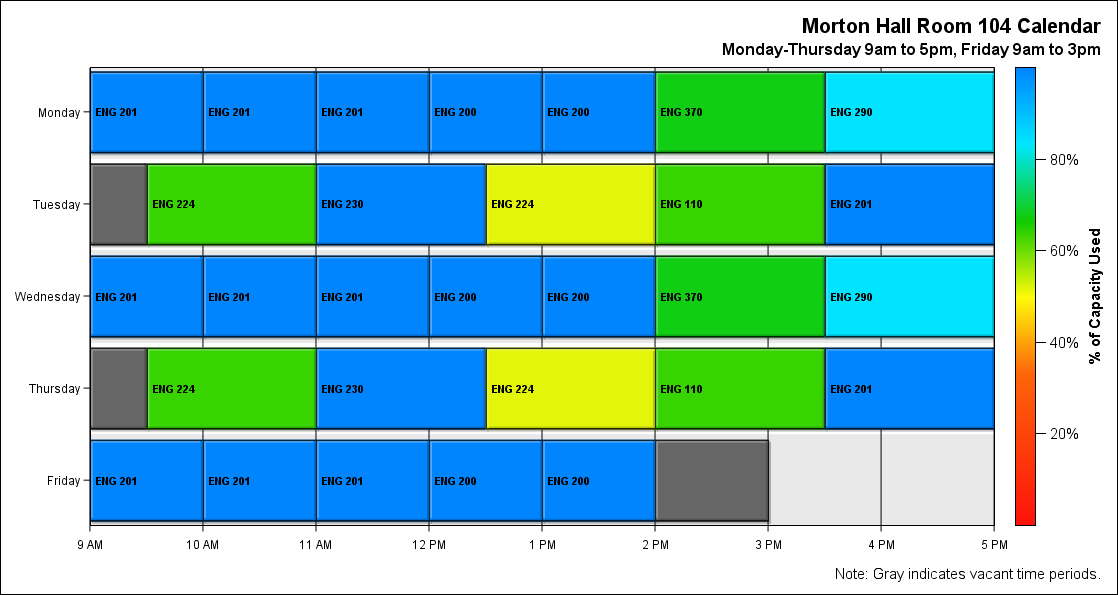 Morton Hall Room 104 Calendar
Monday-Thursday 9am to 5pm, Friday 9am to 3pm
Monday ENG 201 ENG 201 ENG 201 ENG 200 ENG 200 ENG 370 ENG 290
Tuesday ENG 224 ENG 230 ENG 224 ENG 110 ENG 201
Wednesday ENG 201 ENG 201 ENG 201 ENG 200 ENG 200 ENG 370 ENG 290
Thursday ENG 224 ENG 230 ENG 224 ENG 110 ENG 201
Friday ENG 201 ENG 201 ENG 201 ENG 200 ENG 200
9 AM 10 AM 11 AM 12 PM 1 PM 2 PM 3 PM 4 PM 5 PM
80%
60%
40%
20%
% of Capacity Used
Note: Gray indicates vacant time periods.